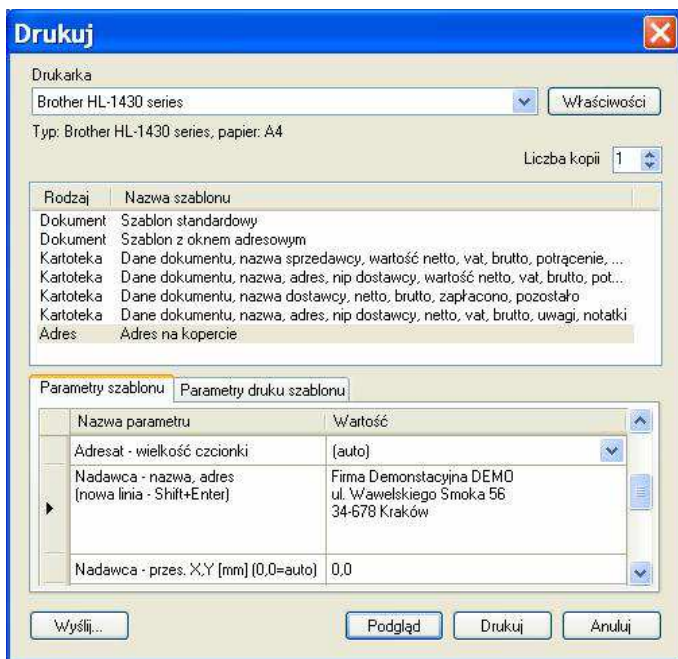 Drukuj
Drukarka
Brother HL-1430 series
Właściwości
Typ: Brother HL-1430 series, papier: A4
Liczba kopii 1
Rodzaj Nazwa szablonu
Dokument Szablon standardowy
Dokument Szablon z oknem adresowym
Kartoteka Dane dokumentu, nazwa sprzedawcy, wartość netto, vat, brutto, potrącenie, ...
Kartoteka Dane dokumentu, nazwa, adres, nip dostawcy, wartość netto, vat, brutto, pot...
Kartoteka Dane dokumentu, nazwa dostawcy, netto, brutto, zapłacono, pozostało
Kartoteka Dane dokumentu, nazwa, adres, nip dostawcy, netto, vat, brutto, uwagi, notatki
Adres Adres na kopercie
Parametry szablonu Parametry druku szablonu
Nazwa parametru Wartość
Adresat - wielkość czcionki (auto)
Nadawca - nazwa, adres Firma Demonstacyjna DEMO
(nowa linia - Shift+Enter) ul. Wawelskiego Smoka 56
34-678 Kraków
Nadawca - przes. X,Y [mm] (0,0=auto) 0,0
Wyślij... Podgląd Drukuj Anuluj